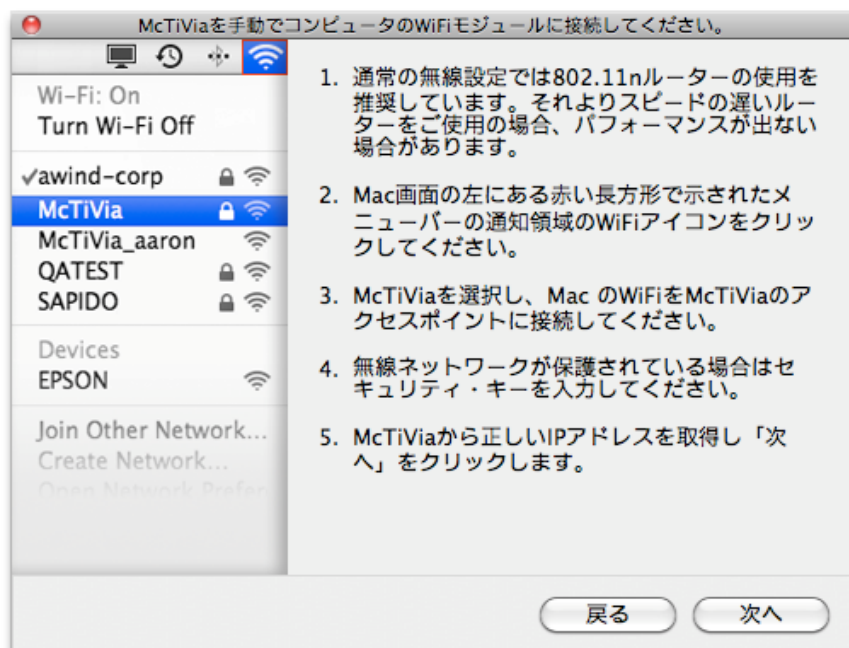 McTiViaを手動でコンピュータのWiFiモジュールに接続してください。
Wi-Fi: On
Turn Wi-Fi Off
✓awind-corp
McTiVia
McTiVia_aaron
QATEST
SAPIDO
Devices
EPSON
Join Other Network...
Create Network...
Open Network Prefer
1. 通常の無線設定では802.11nルーターの使用を
推奨しています。それよりスピードの遅いルー
ターをご使用の場合、パフォーマンスが出ない
場合があります。
2. Mac画面の左にある赤い長方形で示されたメ
ニューバーの通知領域のWiFiアイコンをクリッ
クしてください。
3. McTiViaを選択し、Mac のWiFiをMcTiViaのア
クセスポイントに接続してください。
4. 無線ネットワークが保護されている場合はセ
キュリティ・キーを入力してください。
5. McTiViaから正しいIPアドレスを取得し「次
へ」をクリックします。
戻る
次へ